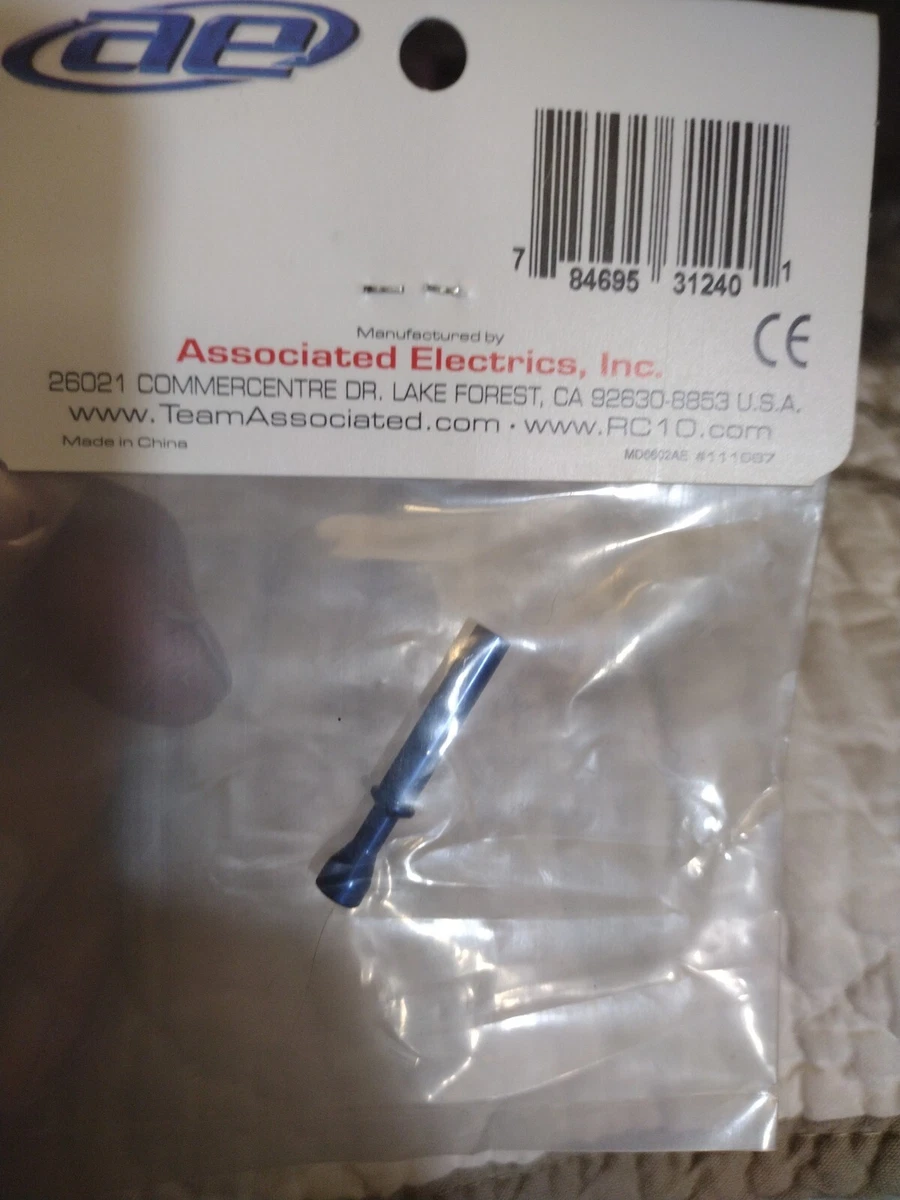 ae
7 84695 31240 1
CE
Manufactured by
Associated Electrics, Inc.
26021 COMMERCENTRE DR. LAKE FOREST, CA 92630-8853 U.S.A.
www.TeamAssociated.com • www.RC10.com
Made in China